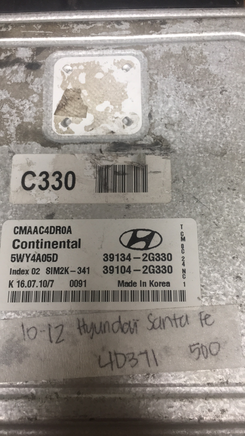 C330
CMAAC4DR0A
Continental
HYUNDAI
5WY4A05D 39134-2G330
Index 02 SIM2K-341 39104-2G330
K 16.07.10/7 0091 Made In Korea
10-12 Hyundai Santa Fe
4D371 500